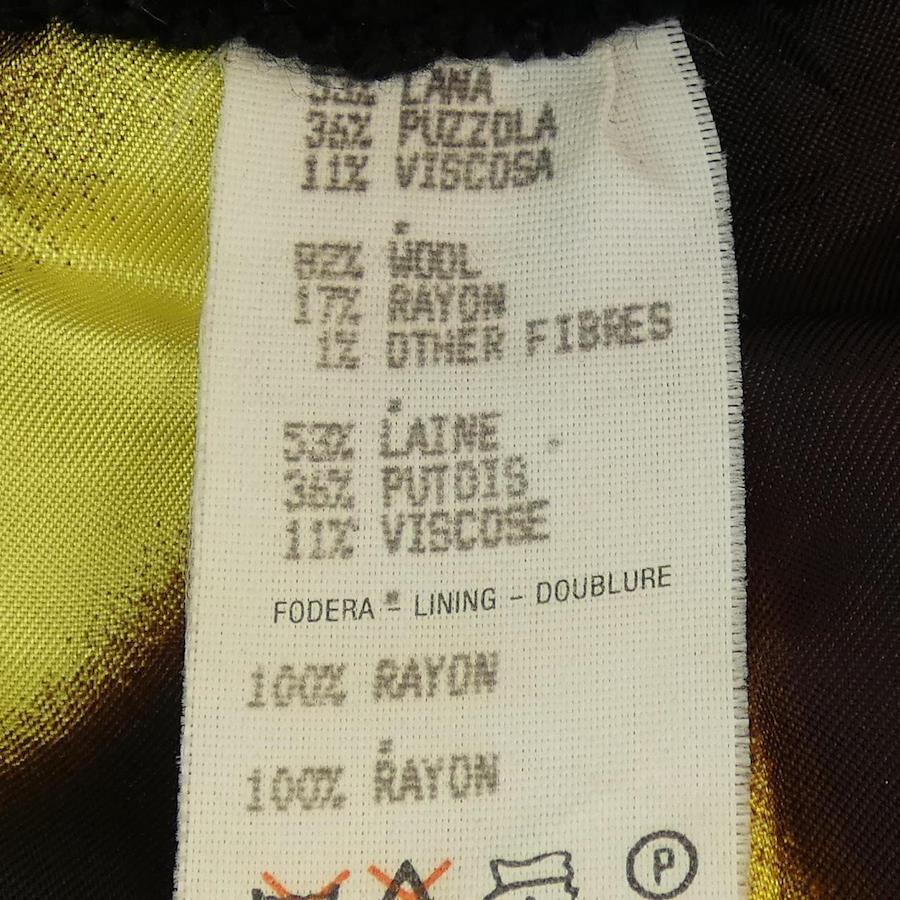 53% LANA
36% PUZZOLA
11% VISCOSA
82% WOOL
17% RAYON
1% OTHER FIBRES
53% LAINE
36% PUTOIS
11% VISCOSE
FODERA - LINING - DOUBLURE
100% RAYON
100% RAYON
P